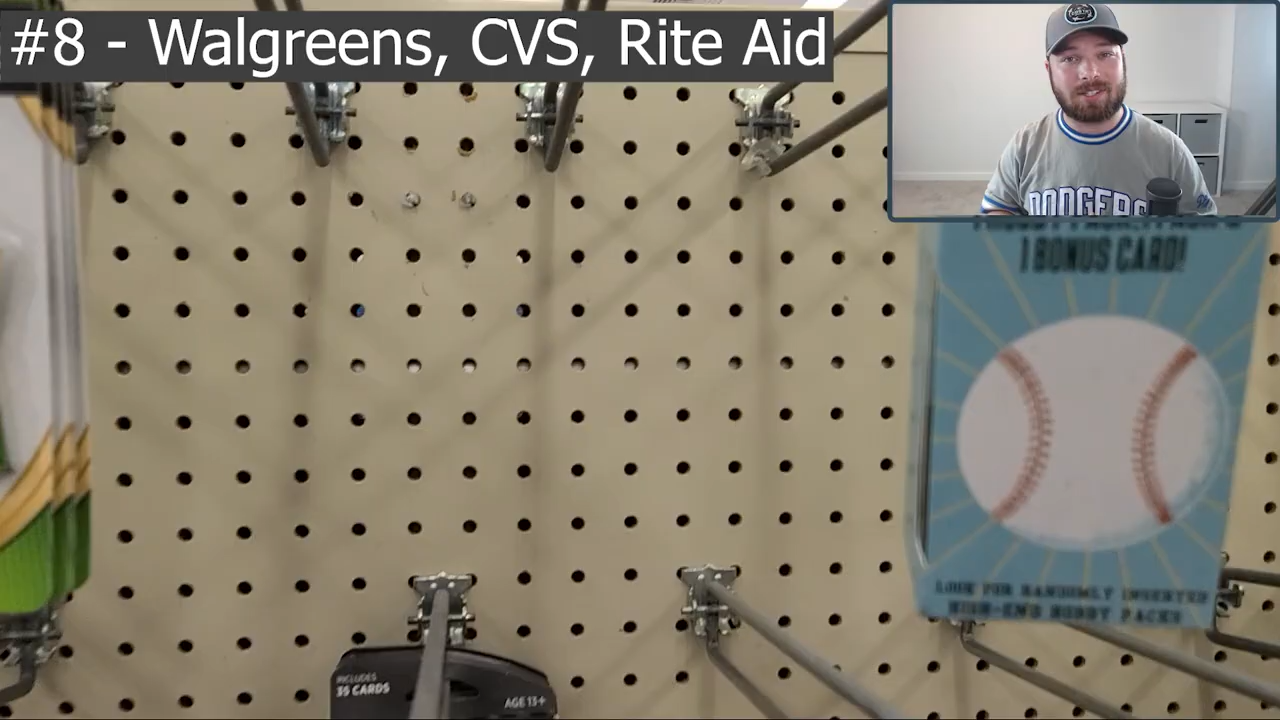 #8 - Walgreens, CVS, Rite Aid
DODGERS
1 BONUS CARD!
LOOK FOR RANDOMLY INSERTED
HIGH-END HOBBY PACKS
INCLUDES
35 CARDS
AGE 13+